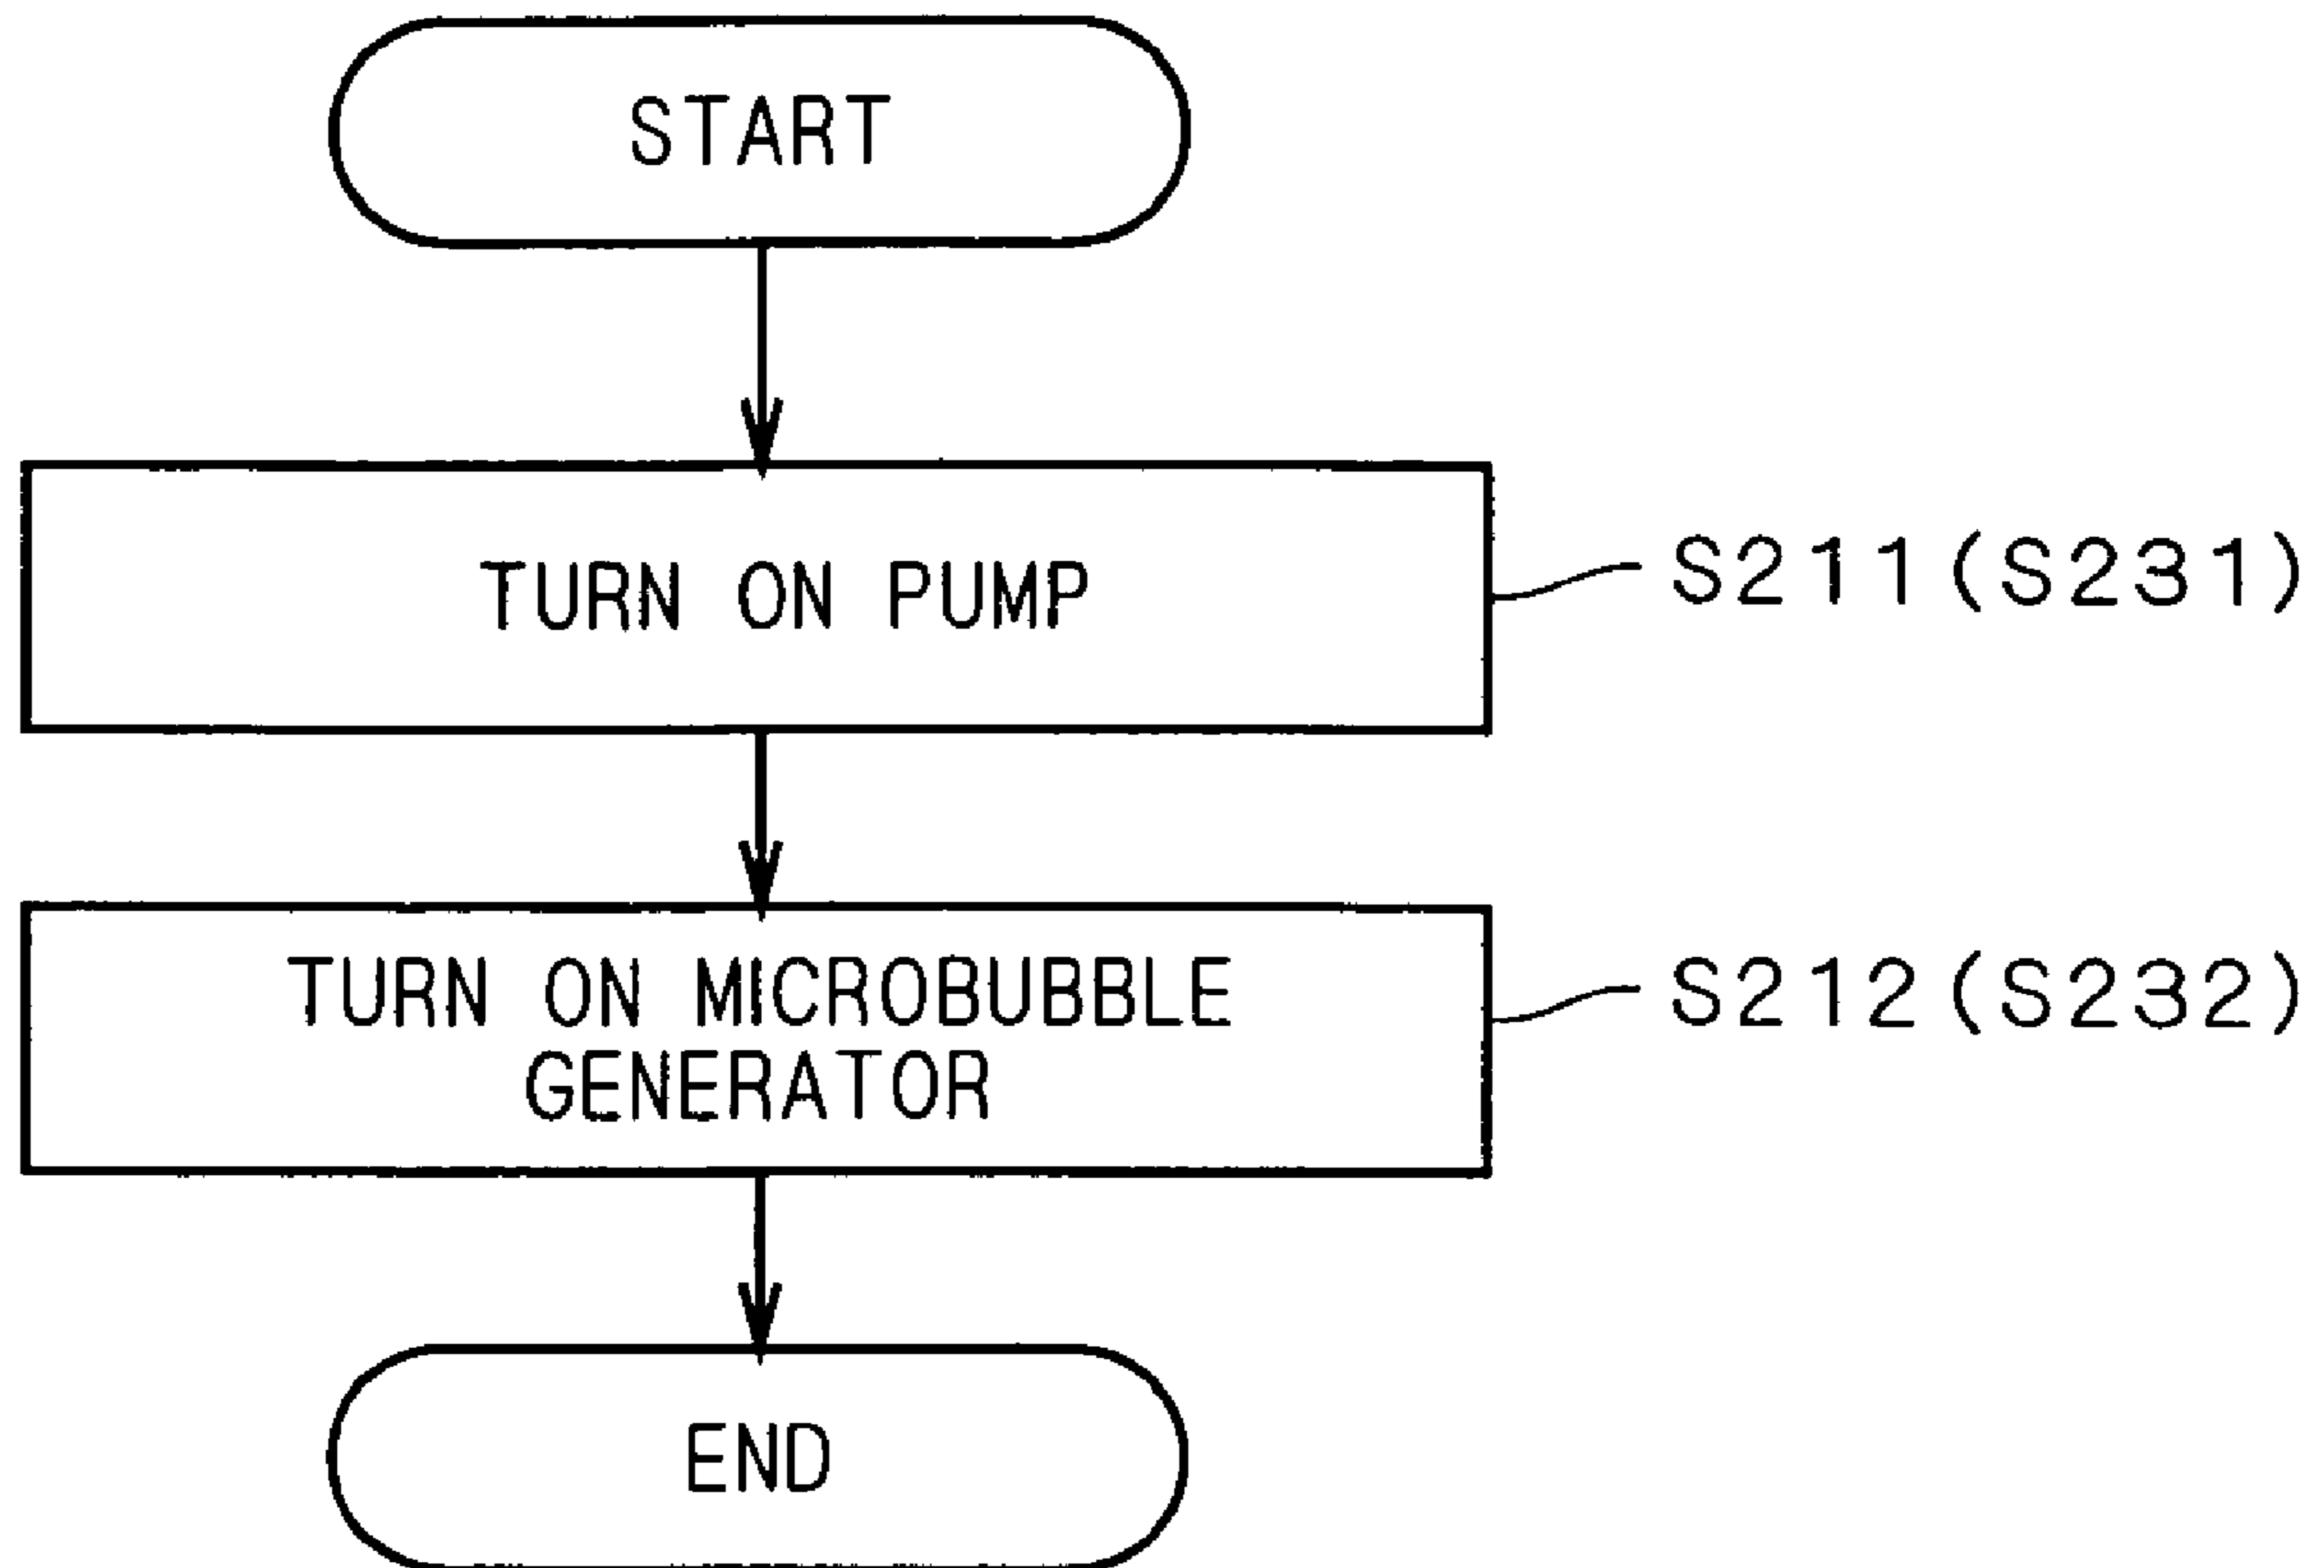 START
TURN ON PUMP
S211(S231)
TURN ON MICROBUBBLE
GENERATOR
S212(S232)
END